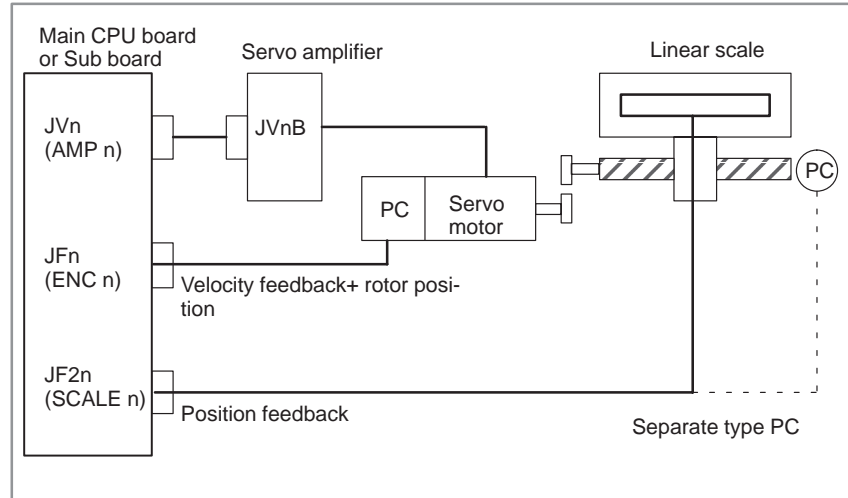 Main CPU board
or Sub board
Servo amplifier
Linear scale
JVn
(AMP n)
JVnB
PC
PC
Servo
motor
JFn
(ENC n)
Velocity feedback+ rotor posi-
tion
JF2n
(SCALE n)
Position feedback
Separate type PC